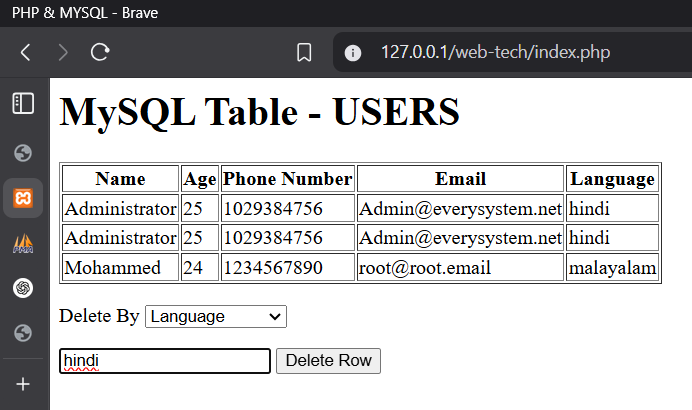 PHP & MYSQL - Brave
127.0.0.1/web-tech/index.php
MySQL Table - USERS
Name Age Phone Number Email Language
Administrator 25 1029384756 Admin@everysystem.net hindi
Administrator 25 1029384756 Admin@everysystem.net hindi
Mohammed 24 1234567890 root@root.email malayalam
Delete By Language
hindi Delete Row
PMA